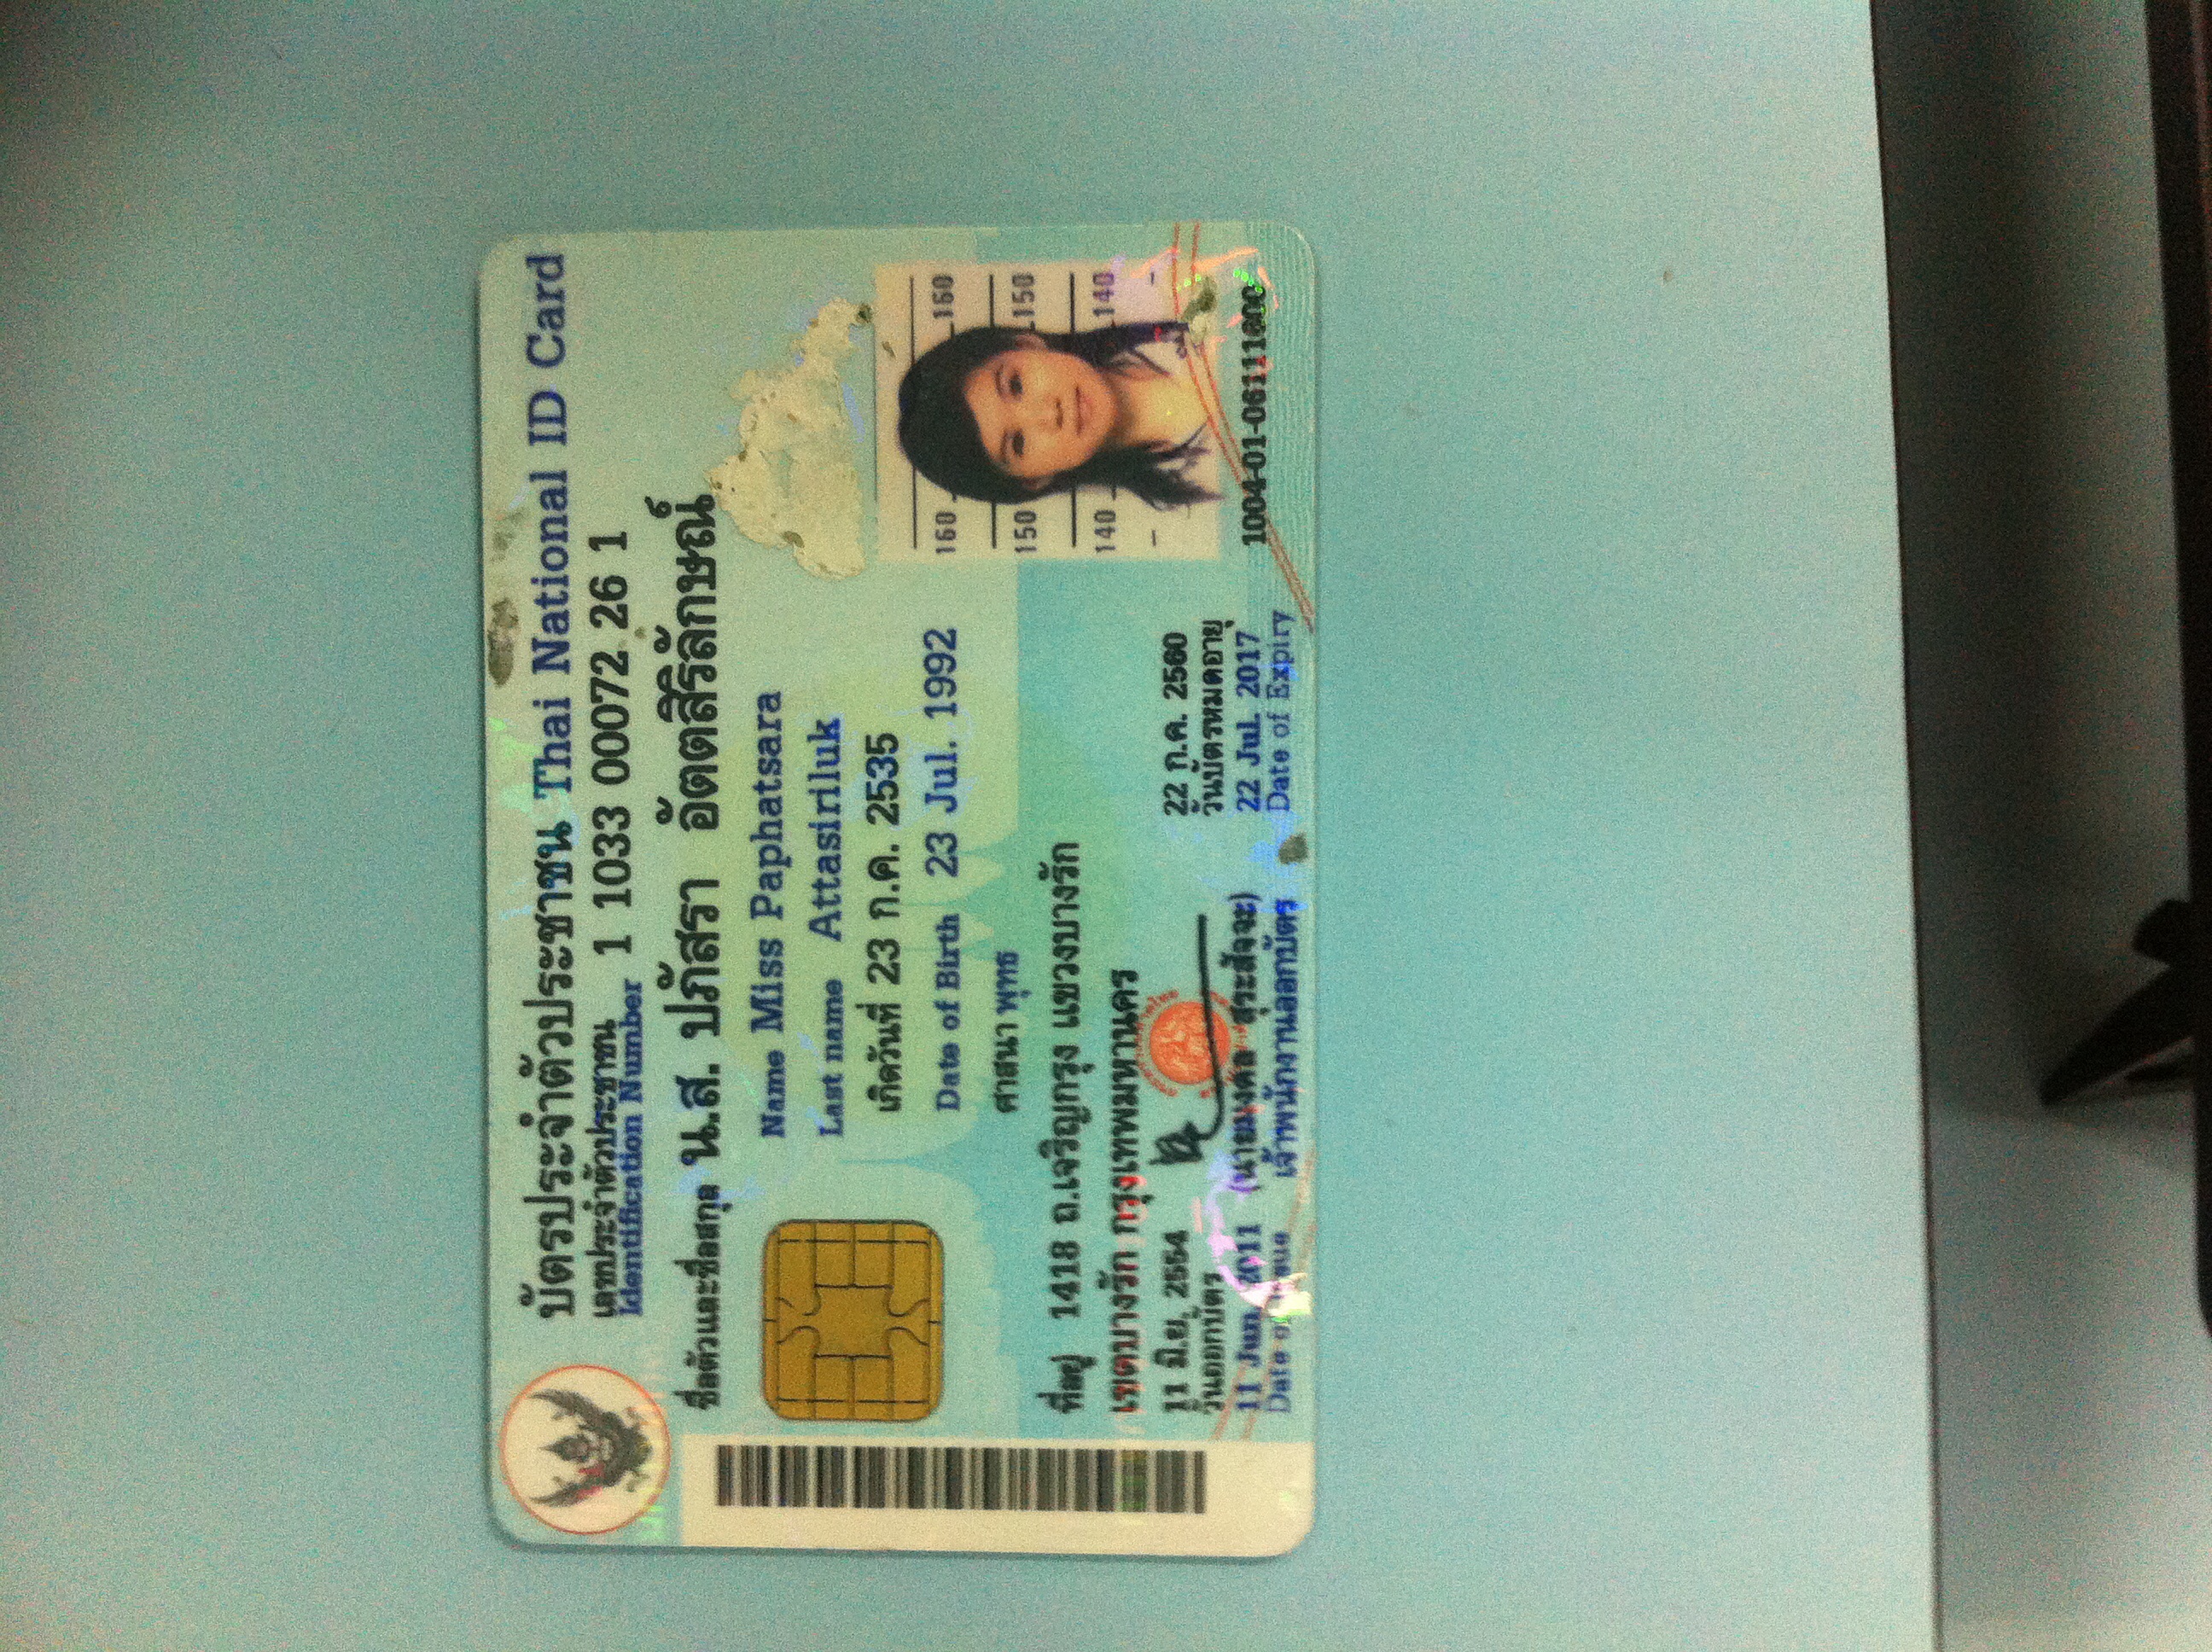 บัตรประจำตัวประชาชน Thai National ID Card
เลขประจำตัวประชาชน
Identification Number 1 1033 00072 26 1
ชื่อตัวและชื่อสกุล น.ส. ปภัสรา อัตตสิริลักษณ์
Name Miss Paphatsara
Last name Attasiriluk
เกิดวันที่ 23 ก.ค. 2535
Date of Birth 23 Jul. 1992
ศาสนา พุทธ
ที่อยู่ 1418 ถ.เจริญกรุง แขวงบางรัก
เขตบางรัก กรุงเทพมหานคร
160 160
150 150
140 140
11 มิ.ย. 2554
วันออกบัตร
11 Jun. 2011
Date of Issue
(นายมงคล สุระสัจจะ)
เจ้าพนักงานออกบัตร
22 ก.ค. 2560
วันบัตรหมดอายุ
22 Jul. 2017
Date of Expiry